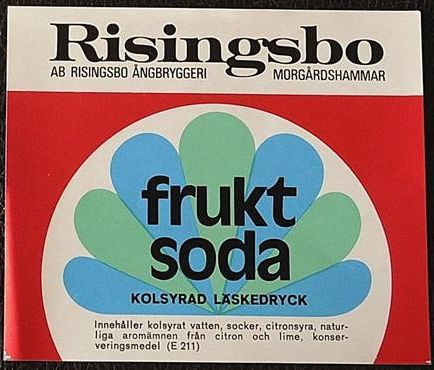 Risingsbo
AB RISINGSBO ÅNGBRYGGERI MORGÅRDSHAMMAR
frukt
soda
KOLSYRAD LÄSKEDRYCK
Innehåller kolsyrat vatten, socker, citronsyra, natur-
liga aromämnen från citron och lime, konser-
veringsmedel (E 211)